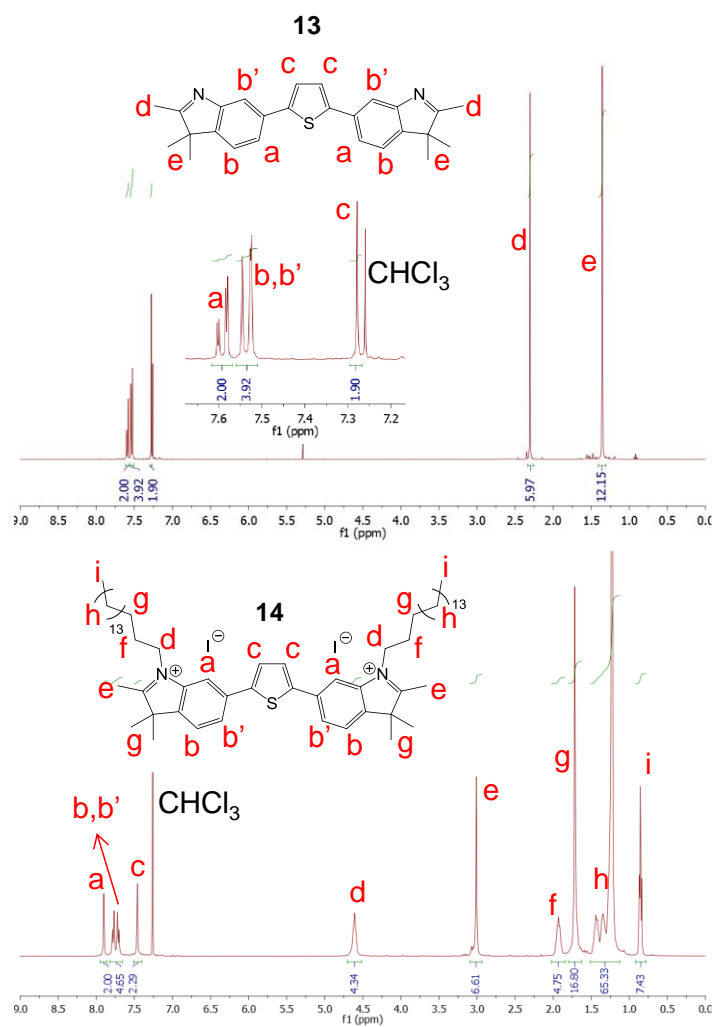 13
c c
b' b'
N N
d d
S
e b a a b e
c
d
e
CHCl3
b,b'
a
2.00 3.92 1.90
7.6 7.5 7.4 7.3 7.2
f1 (ppm)
2.00 3.92 1.90 5.97 12.15
9.0 8.5 8.0 7.5 7.0 6.5 6.0 5.5 5.0 4.5 4.0 3.5 3.0 2.5 2.0 1.5 1.0 0.5 0.0
f1 (ppm)
i i
h 13 g g 13 h
14
f d I⊖ I⊖ d f
a c c a
N+ N+
e e
S
g b b' b' b g
g
i
e
CHCl3
b,b'
a c
d
f
h
2.00 4.65 2.29 4.34 6.61 4.75 16.80 65.33 7.43
9.0 8.5 8.0 7.5 7.0 6.5 6.0 5.5 5.0 4.5 4.0 3.5 3.0 2.5 2.0 1.5 1.0 0.5 0.0
f1 (ppm)